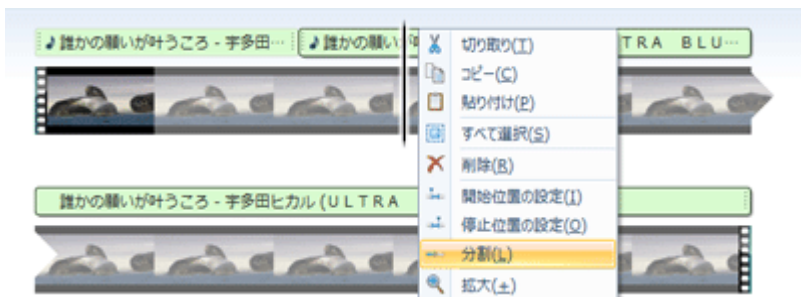 ♪誰かの願いが叶うころ - 宇多田…
♪誰かの願い
TRA BLU…
切り取り(T)
コピー(C)
貼り付け(P)
すべて選択(S)
削除(R)
開始位置の設定(I)
停止位置の設定(O)
分割(L)
拡大(+)
誰かの願いが叶うころ - 宇多田ヒカル (ULTRA